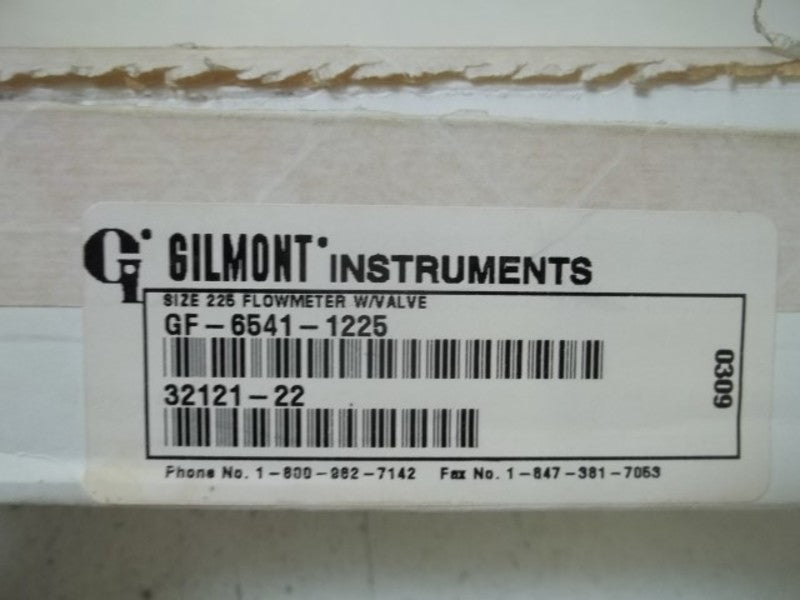 Gi GILMONT INSTRUMENTS
SIZE 225 FLOWMETER W/VALVE
GF-6541-1225
32121-22
0309
Phone No. 1-800-962-7142 Fax No. 1-847-381-7053